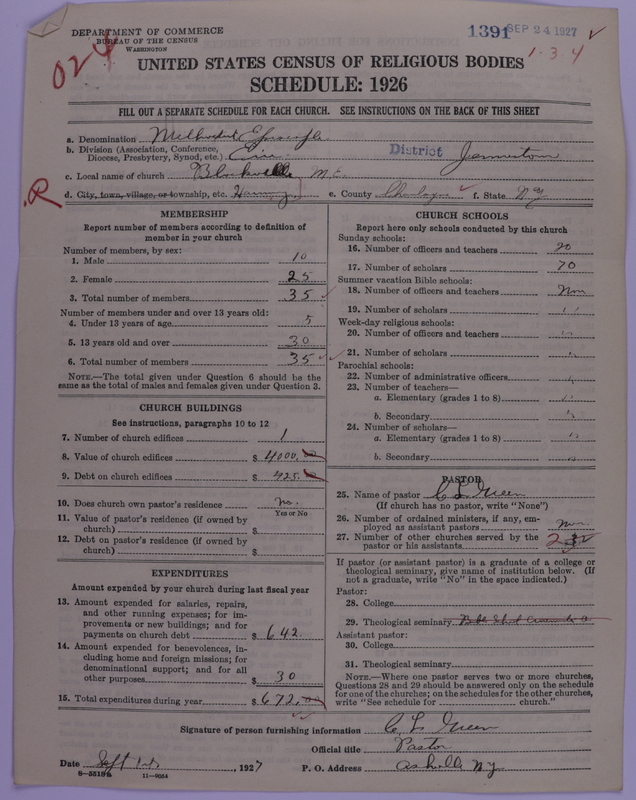 DEPARTMENT OF COMMERCE
BUREAU OF THE CENSUS
WASHINGTON
1391 SEP 24 1927
024
1-3-4
UNITED STATES CENSUS OF RELIGIOUS BODIES
SCHEDULE: 1926
FILL OUT A SEPARATE SCHEDULE FOR EACH CHURCH. SEE INSTRUCTIONS ON THE BACK OF THIS SHEET
a. Denomination Methodist Episcopal
b. Division (Association, Conference, Diocese, Presbytery, Synod, etc.) Erie District Jamestown
c. Local name of church M E
R
d. City, town, village, or township, etc. e. County f. State N Y
MEMBERSHIP
Report number of members according to definition of
member in your church
Number of members, by sex:
1. Male 10
2. Female 25
3. Total number of members 35
Number of members under and over 13 years old:
4. Under 13 years of age 5
5. 13 years old and over 30
6. Total number of members 35
NOTE.—The total given under Question 6 should be the
same as the total of males and females given under Question 3.
CHURCH BUILDINGS
See instructions, paragraphs 10 to 12
7. Number of church edifices 1
8. Value of church edifices $ 4000.00
9. Debt on church edifices $ 425.00
10. Does church own pastor's residence no.
Yes or No
11. Value of pastor's residence (if owned by
church) $
12. Debt on pastor's residence (if owned by
church) $
EXPENDITURES
Amount expended by your church during last fiscal year
13. Amount expended for salaries, repairs,
and other running expenses; for im-
provements or new buildings; and for
payments on church debt $ 642
14. Amount expended for benevolences, in-
cluding home and foreign missions; for
denominational support; and for all
other purposes $ 30
15. Total expenditures during year $ 672.00
CHURCH SCHOOLS
Report here only schools conducted by this church
Sunday schools:
16. Number of officers and teachers 20
17. Number of scholars 70
Summer vacation Bible schools:
18. Number of officers and teachers Non
19. Number of scholars "
Week-day religious schools:
20. Number of officers and teachers "
21. Number of scholars "
Parochial schools:
22. Number of administrative officers "
23. Number of teachers—
a. Elementary (grades 1 to 8) "
b. Secondary "
24. Number of scholars—
a. Elementary (grades 1 to 8) "
b. Secondary "
PASTOR
25. Name of pastor C L Green
(If church has no pastor, write "None")
26. Number of ordained ministers, if any, em-
ployed as assistant pastors non
27. Number of other churches served by the
pastor or his assistants 2
If pastor (or assistant pastor) is a graduate of a college or
theological seminary, give name of institution below. (If
not a graduate, write "No" in the space indicated.)
Pastor:
28. College
29. Theological seminary
Assistant pastor:
30. College
31. Theological seminary
NOTE.—Where one pastor serves two or more churches,
Questions 28 and 29 should be answered only on the schedule
for one of the churches; on the schedules for the other churches,
write "See schedule for church."
Signature of person furnishing information C L Green
Official title Pastor
Date Sept 1927 P. O. Address Ashville N.Y.
8-5518a 11-9054